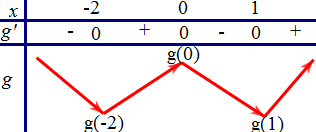 x -2 0 1
g' - 0 + 0 - 0 +
g(0)
g
g(-2) g(1)